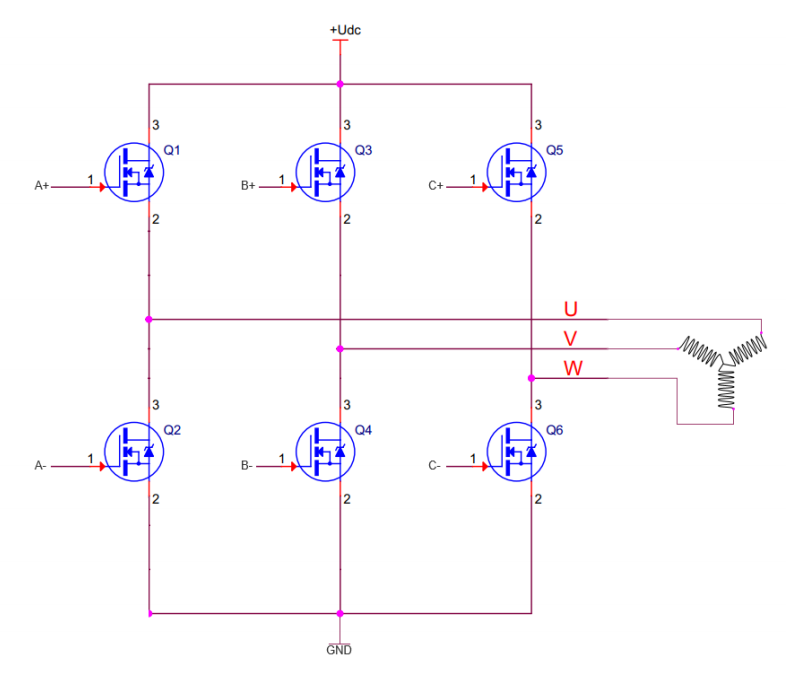 +Udc
3 3 3
Q1 Q3 Q5
A+ 1 B+ 1 C+ 1
2 2 2
U
V
W
3 3 3
Q2 Q4 Q6
A- 1 B- 1 C- 1
2 2 2
GND